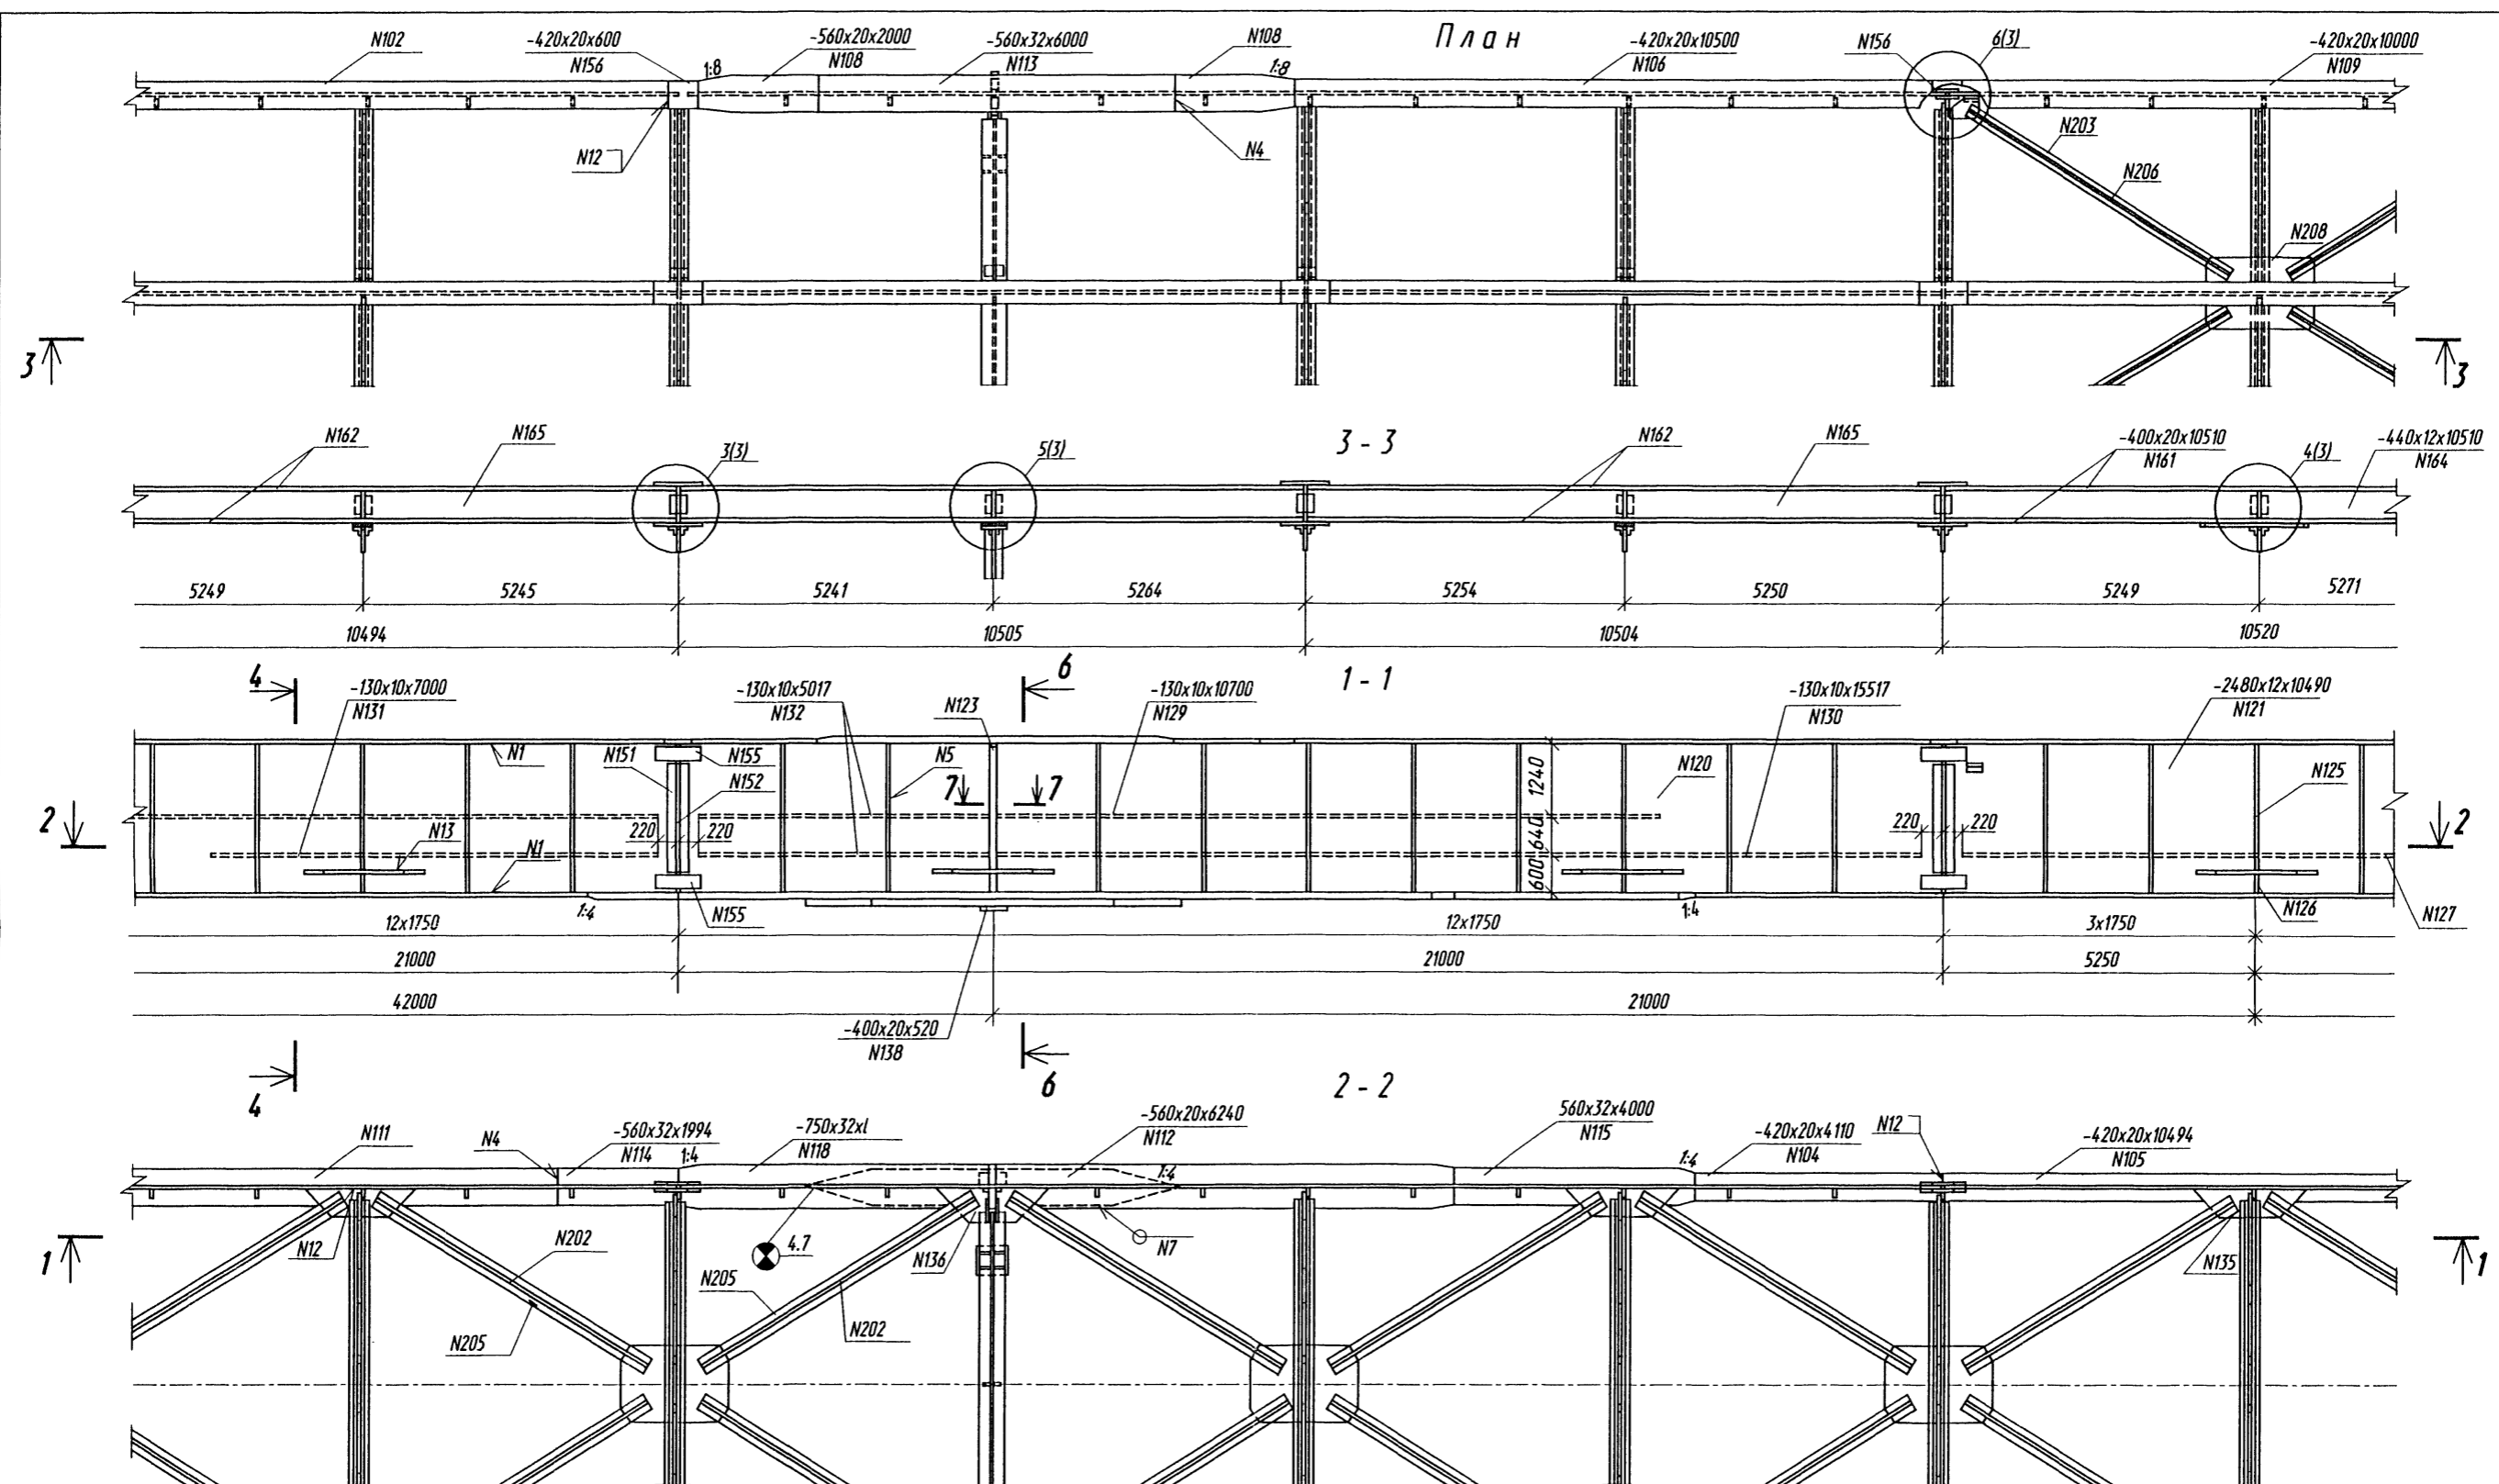 План
N102
-420x20x600
N156
1:8
-560x20x2000
N108
-560x32x6000
N113
N108
1:8
-420x20x10500
N106
N156
6(3)
-420x20x10000
N109
N12
N4
N203
N206
N208
3
3
3 - 3
N162
N165
3(3)
5(3)
N162
N165
-400x20x10510
N161
4(3)
-440x12x10510
N164
5249
5245
5241
5264
5254
5250
5249
5271
10494
10505
10504
10520
1 - 1
4
6
-130x10x7000
N131
-130x10x5017
N132
N123
-130x10x10700
N129
-130x10x15517
N130
-2480x12x10490
N121
N1
N151
N155
N5
N152
7
7
1240
N120
N125
2
2
N13
220
220
640
220
220
N1
600
1:4
N155
1:4
N126
N127
12x1750
12x1750
3x1750
21000
21000
5250
42000
21000
-400x20x520
N138
4
6
2 - 2
N111
N4
-560x32x1994
N114
1:4
-750x32xl
N118
-560x20x6240
N112
1:4
560x32x4000
N115
1:4
-420x20x4110
N104
N12
-420x20x10494
N105
1
1
N12
N202
4.7
N136
N7
N135
N205
N205
N202